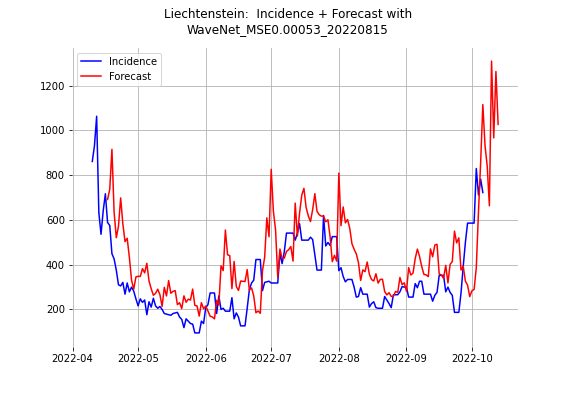 Liechtenstein:  Incidence + Forecast with
WaveNet_MSE0.00053_20220815
Incidence
Forecast
1200
1000
800
600
400
200
2022-04 2022-05 2022-06 2022-07 2022-08 2022-09 2022-10